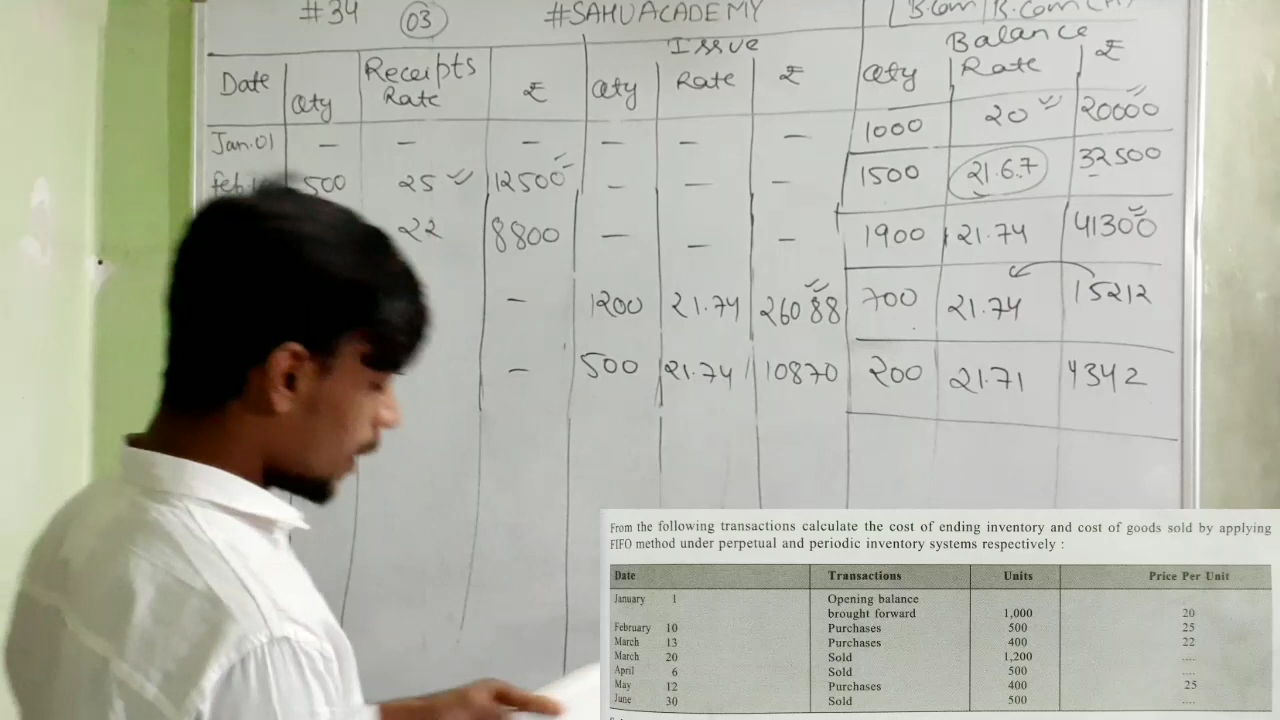 #34 03 #SAHUACADEMY B.Com
Date Receipts Issue Balance
Qty Rate ₹ Qty Rate ₹ Qty Rate ₹
Jan.01 – – – – – – 1000 20 20000
Feb. 500 25 12500 – – – 1500 21.67 32500
22 8800 – – – 1900 21.74 41300
– 1200 21.74 26088 700 21.74 15212
– 500 21.74 10870 200 21.71 4342
From the following transactions calculate the cost of ending inventory and cost of goods sold by applying
FIFO method under perpetual and periodic inventory systems respectively :
Date Transactions Units Price Per Unit
January 1 Opening balance
brought forward 1,000 20
February 10 Purchases 500 25
March 13 Purchases 400 22
March 20 Sold 1,200 ....
April 6 Sold 500 ....
May 12 Purchases 400 25
June 30 Sold 500 ....